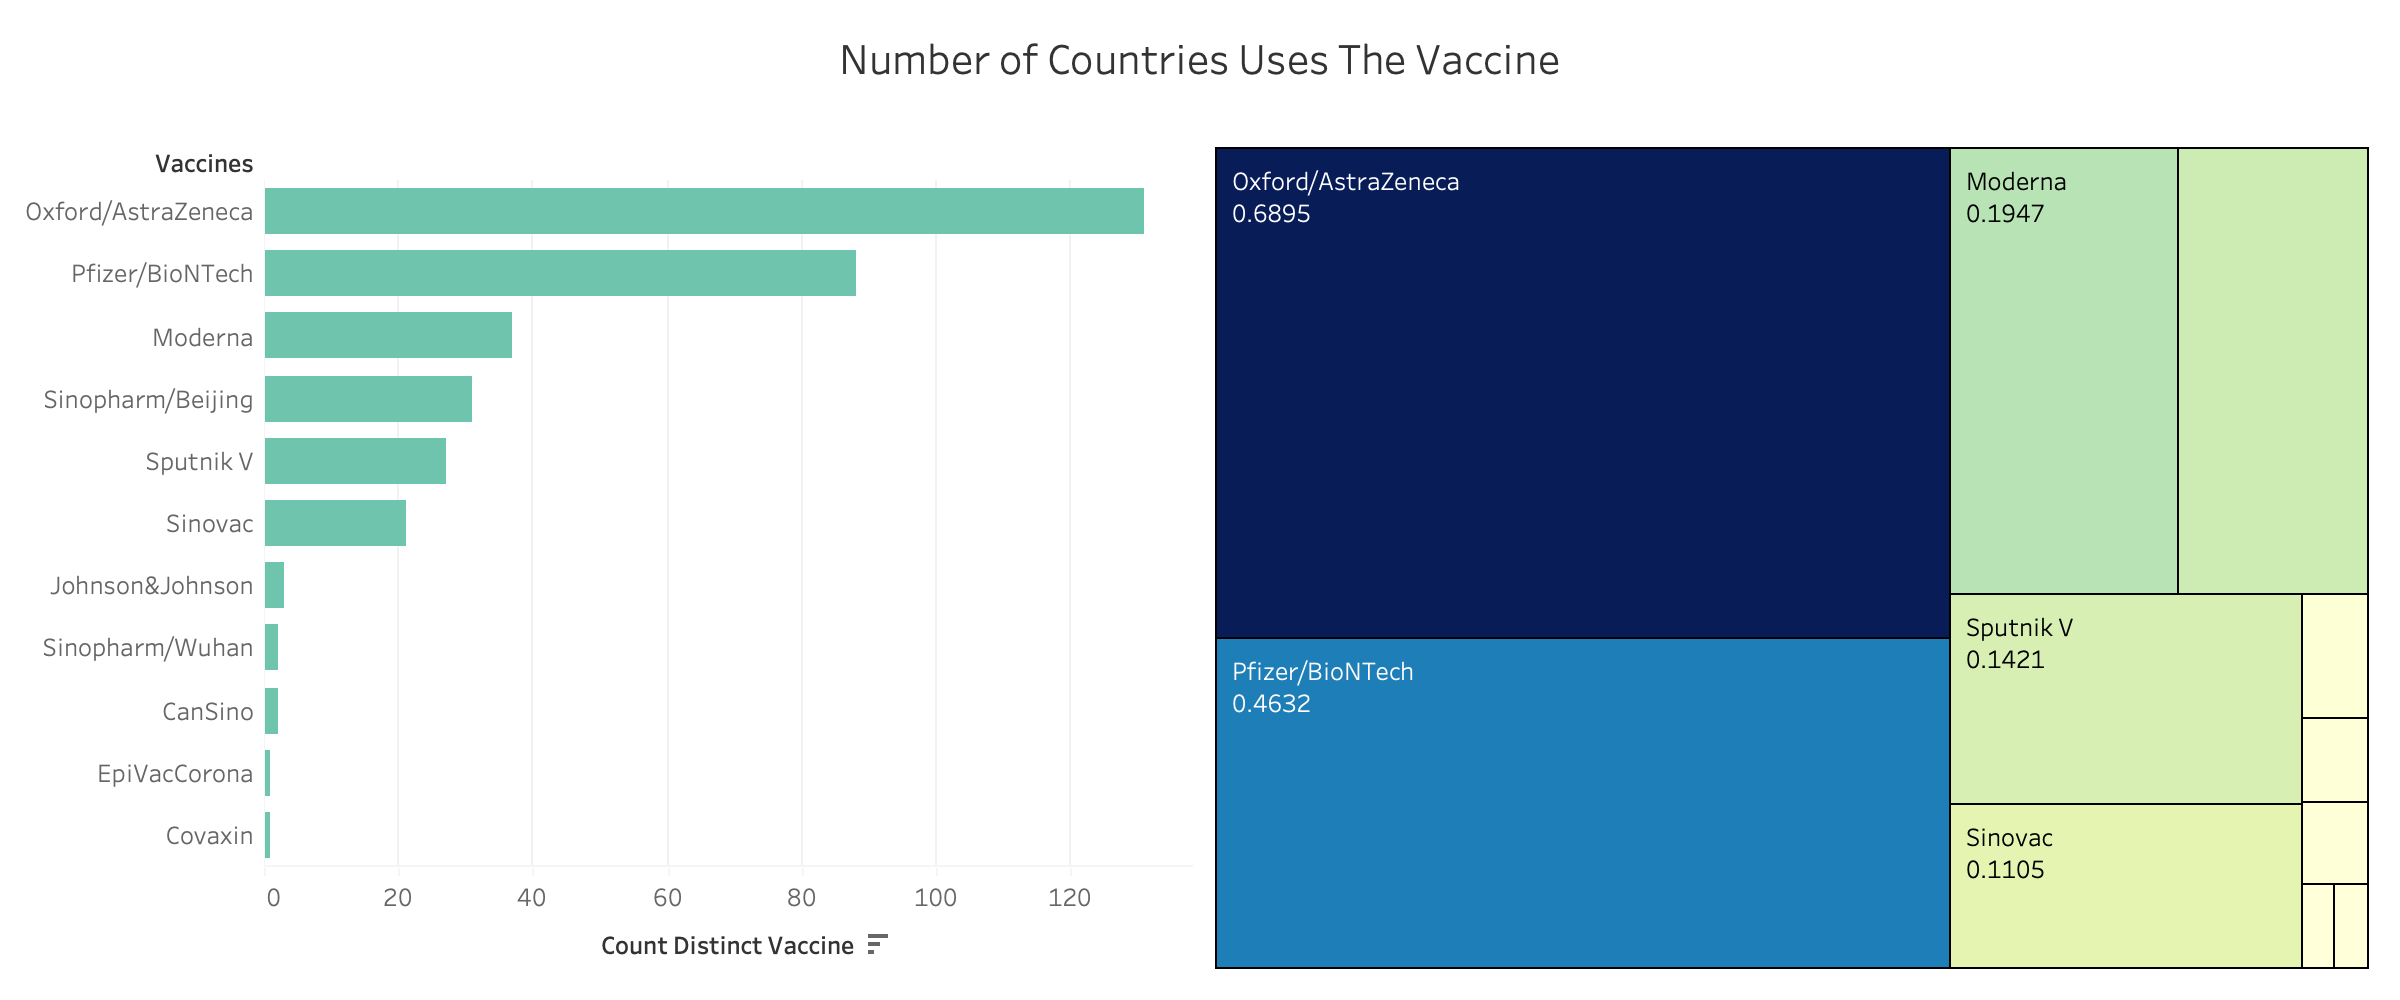 Number of Countries Uses The Vaccine
Vaccines
Oxford/AstraZeneca
Pfizer/BioNTech
Moderna
Sinopharm/Beijing
Sputnik V
Sinovac
Johnson&Johnson
Sinopharm/Wuhan
CanSino
EpiVacCorona
Covaxin
0 20 40 60 80 100 120
Count Distinct Vaccine
Oxford/AstraZeneca
0.6895
Pfizer/BioNTech
0.4632
Moderna
0.1947
Sputnik V
0.1421
Sinovac
0.1105